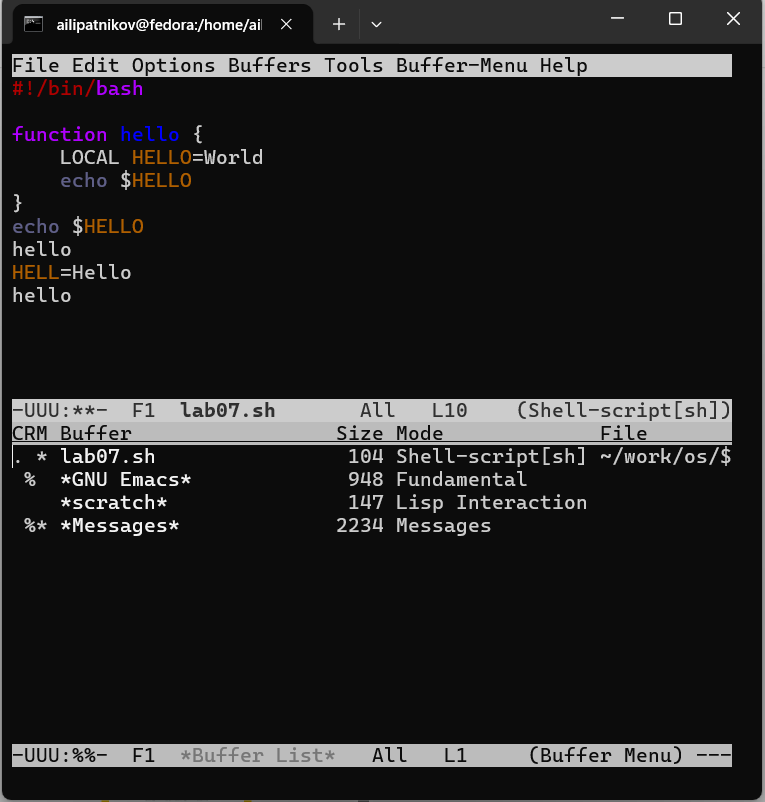 ailipatnikov@fedora:/home/ail
File Edit Options Buffers Tools Buffer-Menu Help
#!/bin/bash
function hello {
    LOCAL HELLO=World
    echo $HELLO
}
echo $HELLO
hello
HELL=Hello
hello
-UUU:**-  F1  lab07.sh       All   L10    (Shell-script[sh])
CRM Buffer                 Size Mode             File
. * lab07.sh                104 Shell-script[sh] ~/work/os/$
 %  *GNU Emacs*             948 Fundamental
    *scratch*               147 Lisp Interaction
 %* *Messages*             2234 Messages
-UUU:%%-  F1  *Buffer List*   All   L1     (Buffer Menu) ---